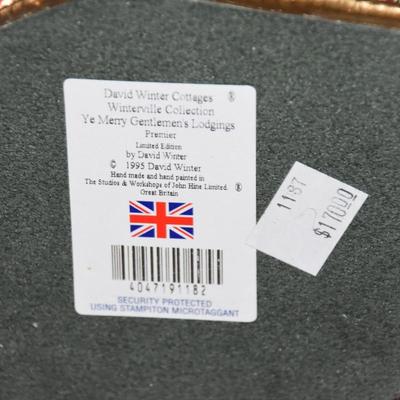 David Winter Cottages ®
Winterville Collection
Ye Merry Gentlemen's Lodgings
Premier
Limited Edition
by David Winter
© 1995 David Winter
Hand made and hand painted in
The Studios & Workshops of John Hine Limited. ®
Great Britain
4047191182
SECURITY PROTECTED
USING STAMPITON MICROTAGGANT
1187
$170.00